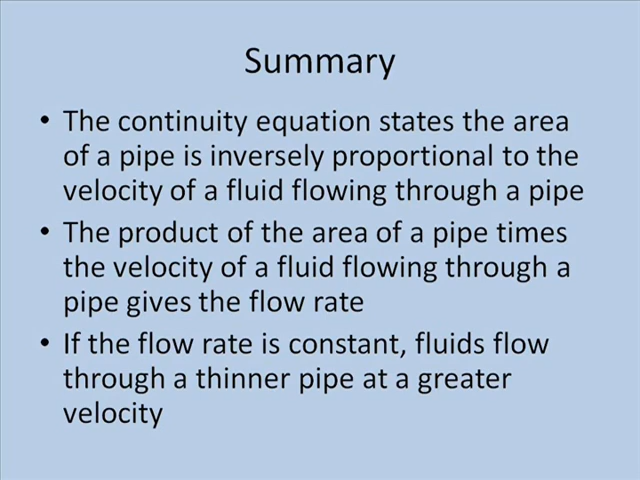 Summary
• The continuity equation states the area
of a pipe is inversely proportional to the
velocity of a fluid flowing through a pipe
• The product of the area of a pipe times
the velocity of a fluid flowing through a
pipe gives the flow rate
• If the flow rate is constant, fluids flow
through a thinner pipe at a greater
velocity